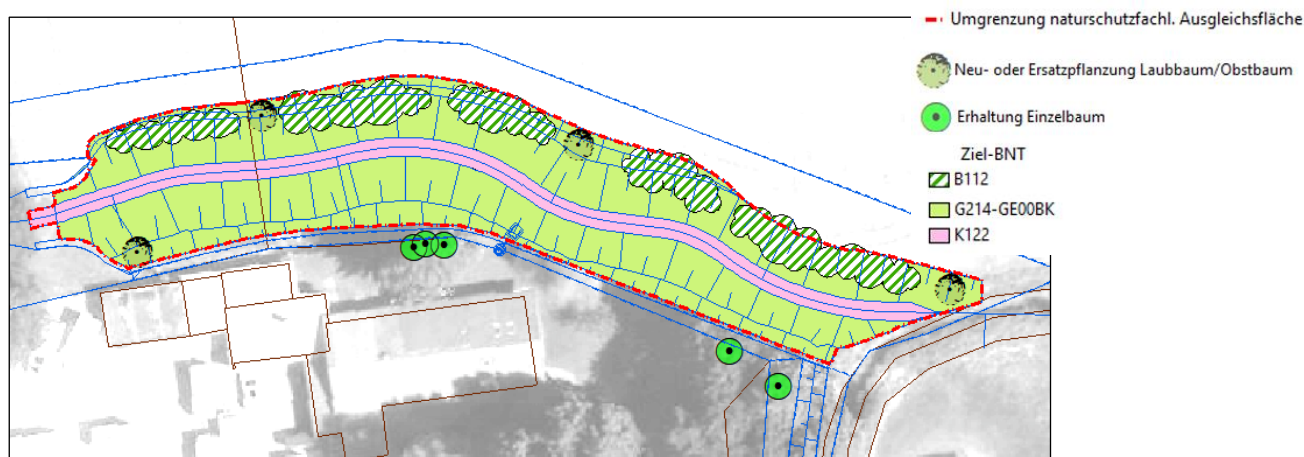 Umgrenzung naturschutzfachl. Ausgleichsfläche
Neu- oder Ersatzpflanzung Laubbaum/Obstbaum
Erhaltung Einzelbaum
Ziel-BNT
B112
G214-GE00BK
K122